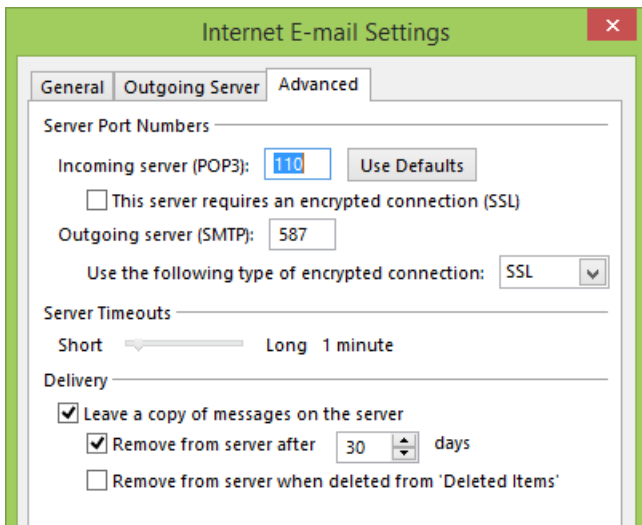 Internet E-mail Settings
General Outgoing Server Advanced
Server Port Numbers
Incoming server (POP3): 110 Use Defaults
This server requires an encrypted connection (SSL)
Outgoing server (SMTP): 587
Use the following type of encrypted connection: SSL
Server Timeouts
Short Long 1 minute
Delivery
Leave a copy of messages on the server
Remove from server after 30 days
Remove from server when deleted from 'Deleted Items'